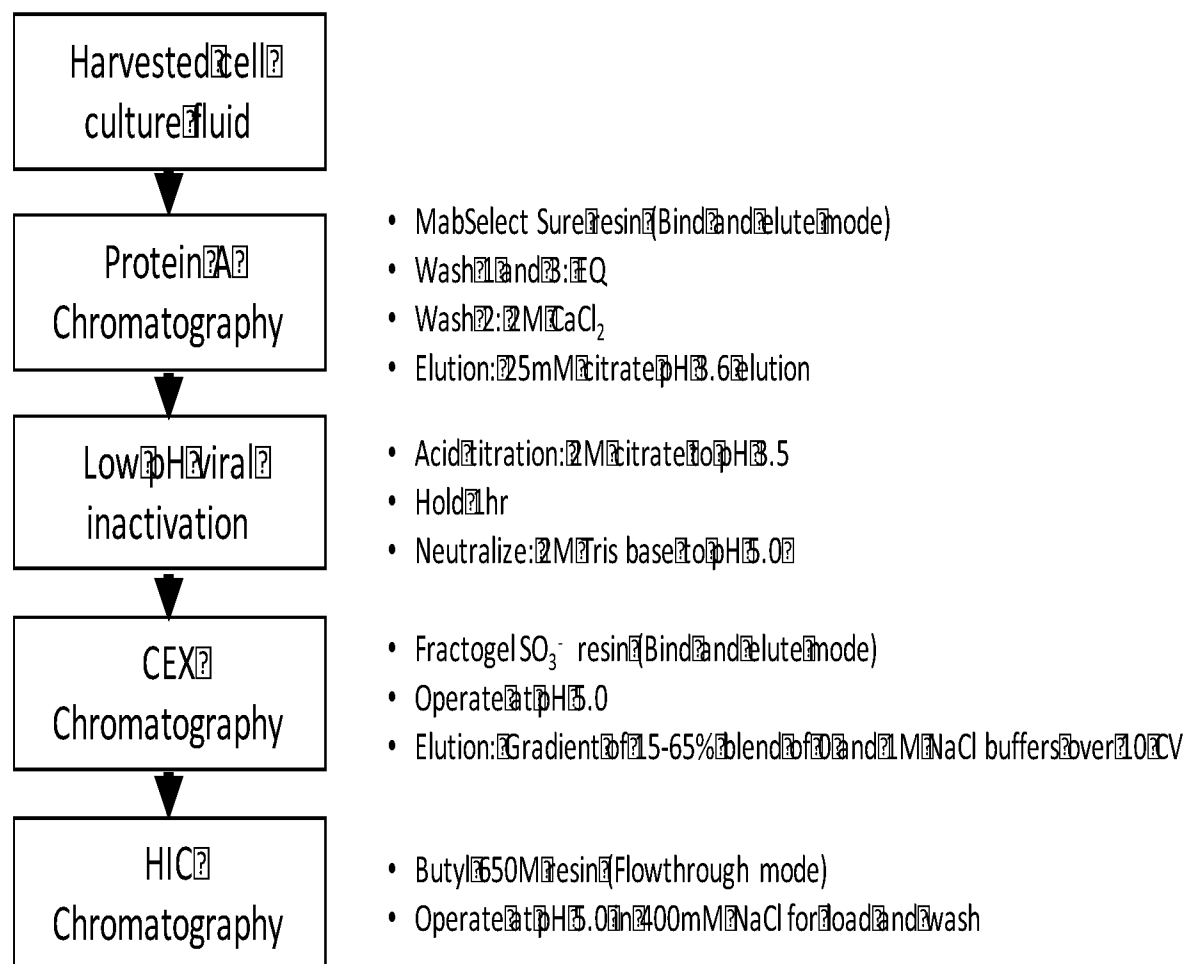 Harvested cell
culture fluid
Protein A
Chromatography
• MabSelect Sure resin (Bind and elute mode)
• Wash 1 and 3: EQ
• Wash 2: 2M CaCl₂
• Elution: 25mM citrate pH 3.6 elution
Low pH viral
inactivation
• Acid titration: 2M citrate to pH 3.5
• Hold 1hr
• Neutralize: 2M Tris base to pH 5.0
CEX
Chromatography
• Fractogel SO₃⁻ resin (Bind and elute mode)
• Operate at pH 5.0
• Elution: Gradient of 15-65% blend of 0 and 1M NaCl buffers over 10 CV
HIC
Chromatography
• Butyl 650M resin (Flowthrough mode)
• Operate at pH 5.0 in 400mM NaCl for load and wash